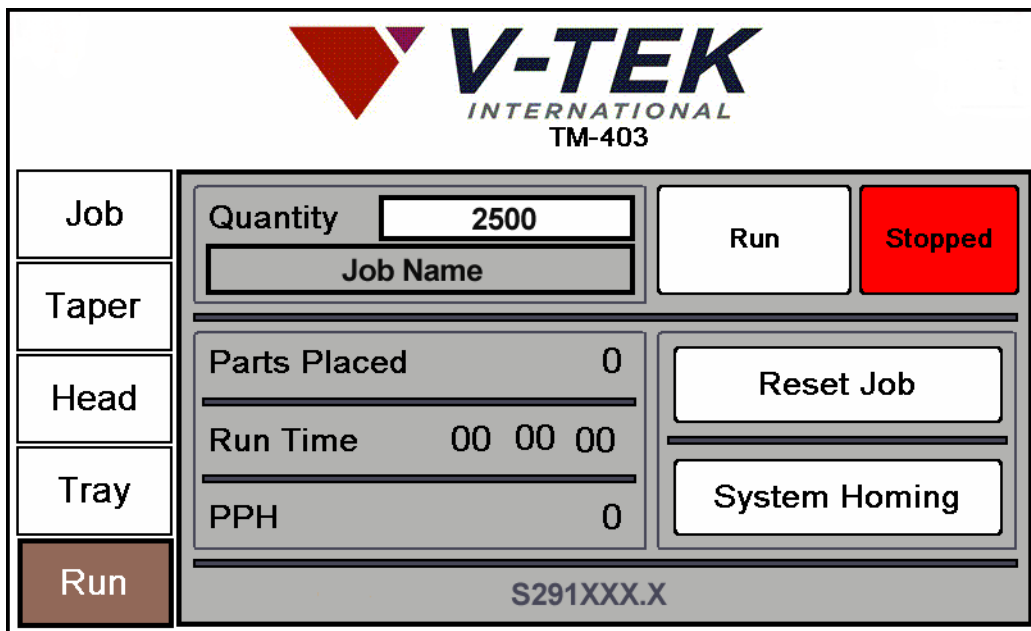 V-TEK
INTERNATIONAL
TM-403
Job
Taper
Head
Tray
Run
Quantity 2500
Job Name
Run Stopped
Parts Placed 0
Run Time 00 00 00
PPH 0
Reset Job
System Homing
S291XXX.X